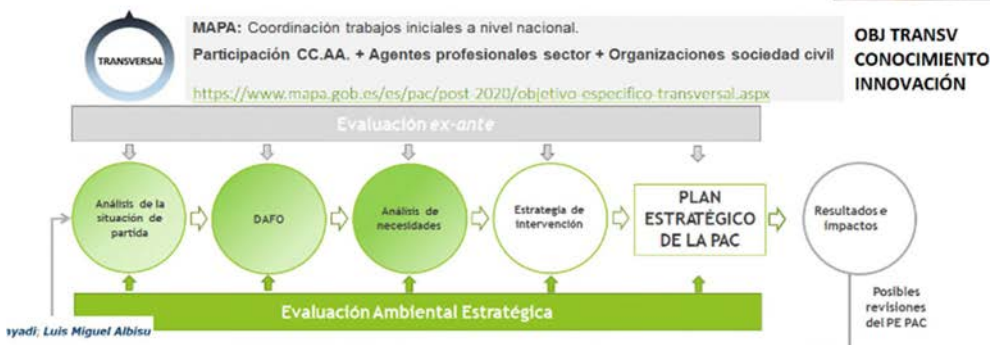 MAPA: Coordinación trabajos iniciales a nivel nacional.
Participación CC.AA. + Agentes profesionales sector + Organizaciones sociedad civil
https://www.mapa.gob.es/es/pac/post-2020/objetivo-especifico-transversal.aspx
TRANSVERSAL
OBJ TRANSV
CONOCIMIENTO
INNOVACIÓN
Evaluación ex-ante
Análisis de la
situación de
partida
DAFO
Análisis de
necesidades
Estrategia de
intervención
PLAN
ESTRATÉGICO
DE LA PAC
Resultados e
impactos
Evaluación Ambiental Estratégica
Posibles
revisiones
del PE PAC
ayadi; Luis Miguel Albisu